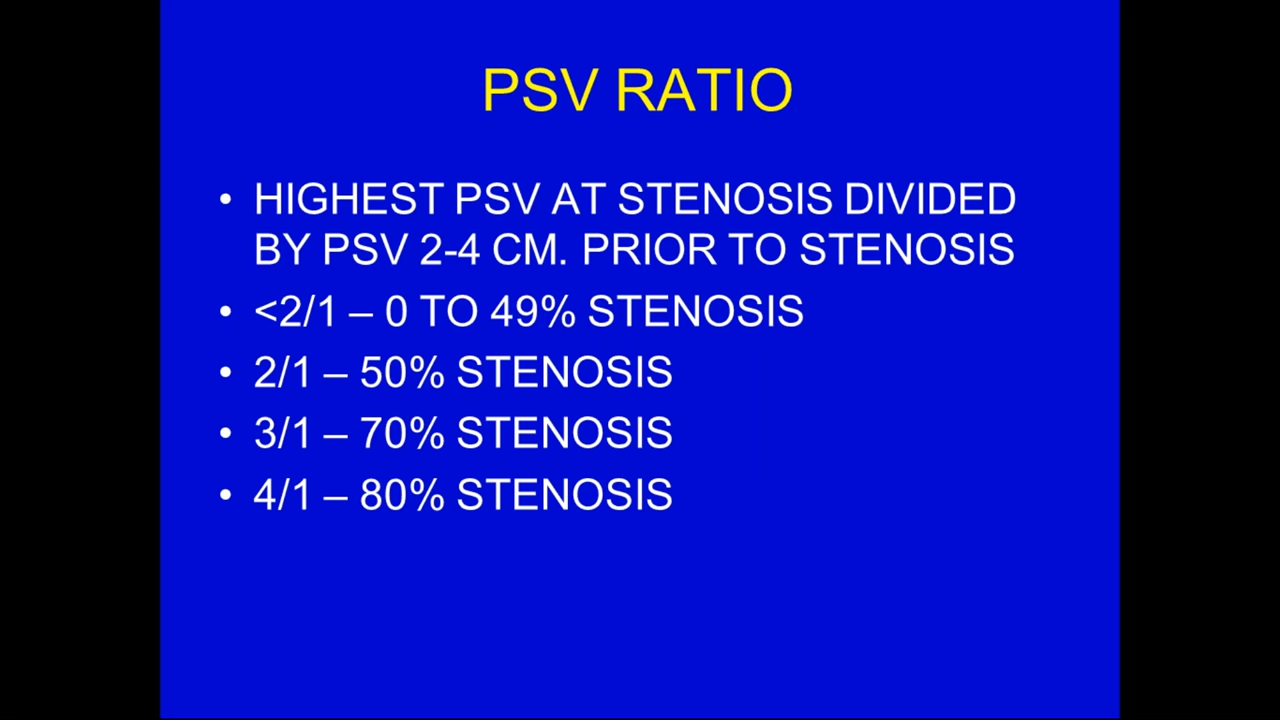 PSV RATIO
• HIGHEST PSV AT STENOSIS DIVIDED
BY PSV 2-4 CM. PRIOR TO STENOSIS
• <2/1 – 0 TO 49% STENOSIS
• 2/1 – 50% STENOSIS
• 3/1 – 70% STENOSIS
• 4/1 – 80% STENOSIS